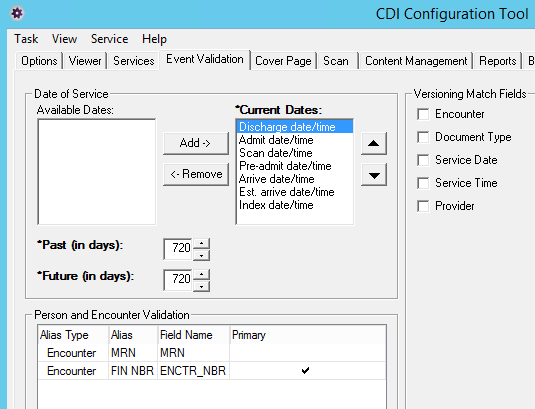 CDI Configuration Tool
Task View Service Help
Options Viewer Services Event Validation Cover Page Scan Content Management Reports B
Date of Service
Available Dates:
*Current Dates:
Add ->
<- Remove
Discharge date/time
Admit date/time
Scan date/time
Pre-admit date/time
Arrive date/time
Est. arrive date/time
Index date/time
*Past (in days): 720
*Future (in days): 720
Versioning Match Fields
Encounter
Document Type
Service Date
Service Time
Provider
Person and Encounter Validation
Alias Type Alias Field Name Primary
Encounter MRN MRN
Encounter FIN NBR ENCTR_NBR